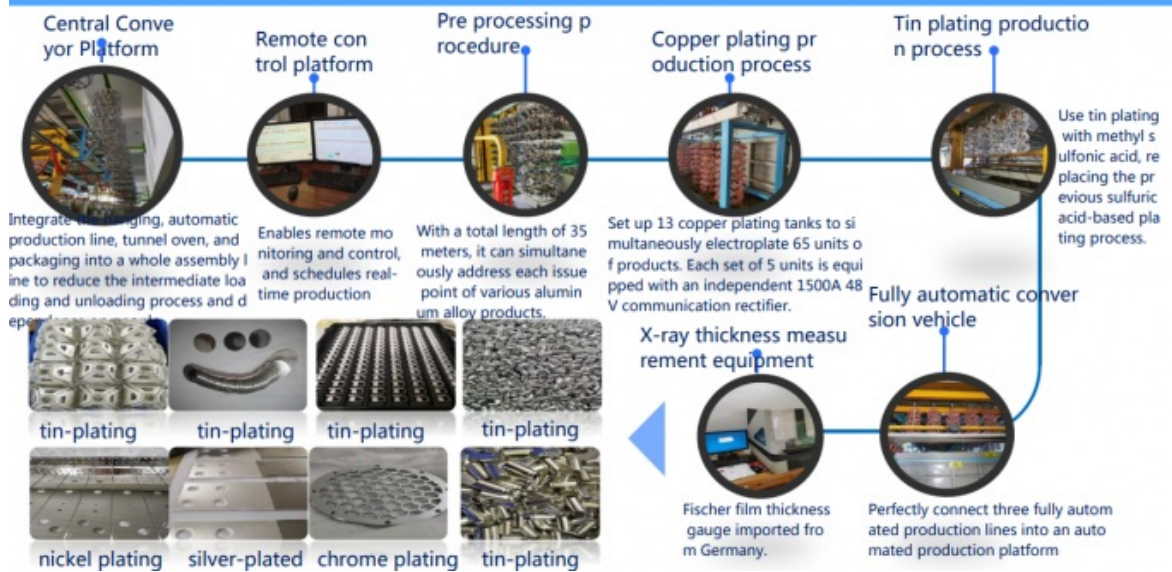 Central Conve
yor Platform
Remote con
trol platform
Pre processing p
rocedure
Copper plating pr
oduction process
Tin plating productio
n process
Integrate the hanging, automatic
production line, tunnel oven, and
packaging into a whole assembly l
ine to reduce the intermediate loa
ding and unloading process and d
Enables remote mo
nitoring and control,
and schedules real-
time production
With a total length of 35
meters, it can simultane
ously address each issue
point of various alumin
um alloy products.
Set up 13 copper plating tanks to si
multaneously electroplate 65 units o
f products. Each set of 5 units is equi
pped with an independent 1500A 48
V communication rectifier.
Use tin plating
with methyl s
ulfonic acid, re
placing the pr
evious sulfuric
acid-based pla
ting process.
Fully automatic conver
sion vehicle
X-ray thickness measu
rement equipment
Fischer film thickness
gauge imported fro
m Germany.
Perfectly connect three fully autom
ated production lines into an auto
mated production platform
tin-plating
tin-plating
tin-plating
tin-plating
nickel plating
silver-plated
chrome plating
tin-plating